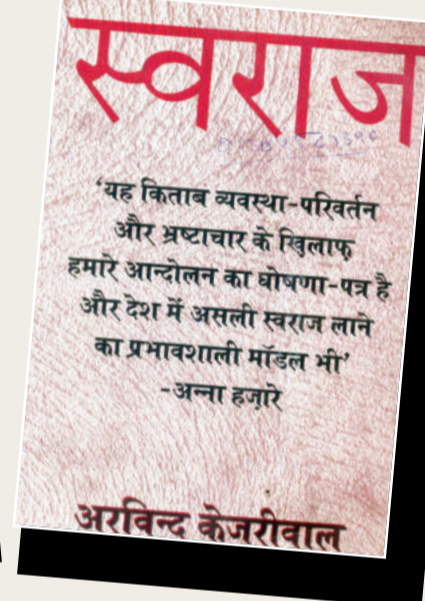 स्वराज
‘यह किताब व्यवस्था-परिवर्तन
और भ्रष्टाचार के खिलाफ़
हमारे आन्दोलन का घोषणा-पत्र है
और देश में असली स्वराज लाने
का प्रभावशाली मॉडल भी’
-अन्ना हज़ारे
अरविन्द केजरीवाल